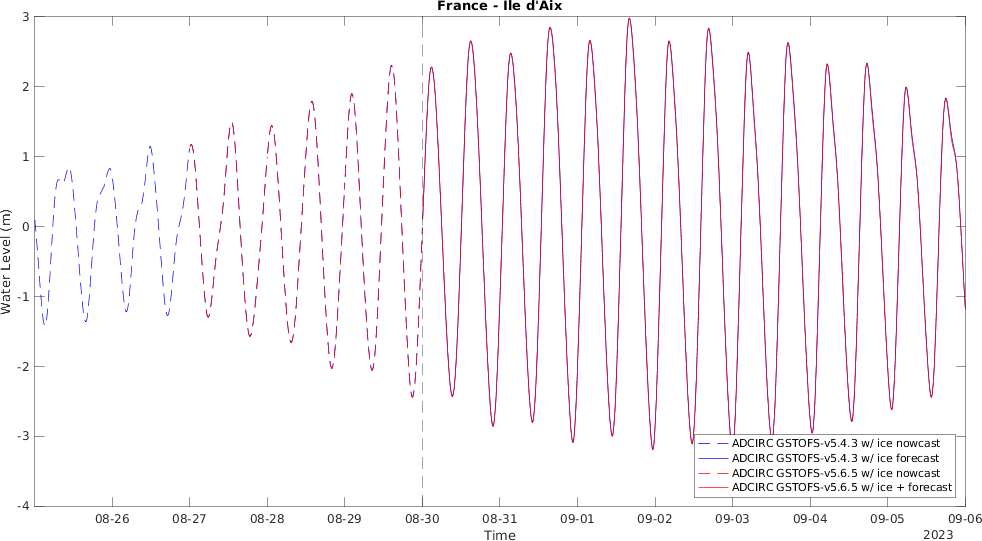 France - Ile d'Aix
3
2
1
0
-1
-2
-3
-4
Water Level (m)
ADCIRC GSTOFS-v5.4.3 w/ ice nowcast
ADCIRC GSTOFS-v5.4.3 w/ ice forecast
ADCIRC GSTOFS-v5.6.5 w/ ice nowcast
ADCIRC GSTOFS-v5.6.5 w/ ice + forecast
08-26 08-27 08-28 08-29 08-30 08-31 09-01 09-02 09-03 09-04 09-05 09-06
Time
2023